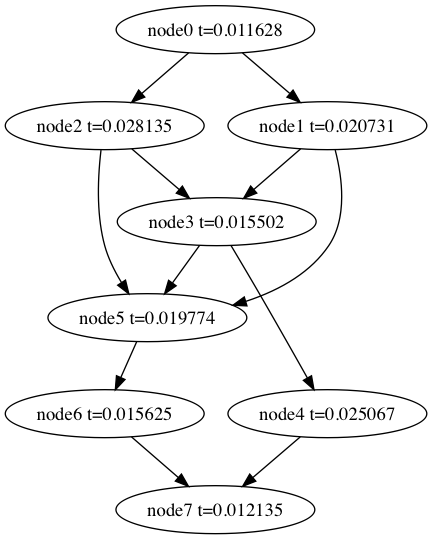 node0 t=0.011628
node2 t=0.028135
node1 t=0.020731
node3 t=0.015502
node5 t=0.019774
node6 t=0.015625
node4 t=0.025067
node7 t=0.012135